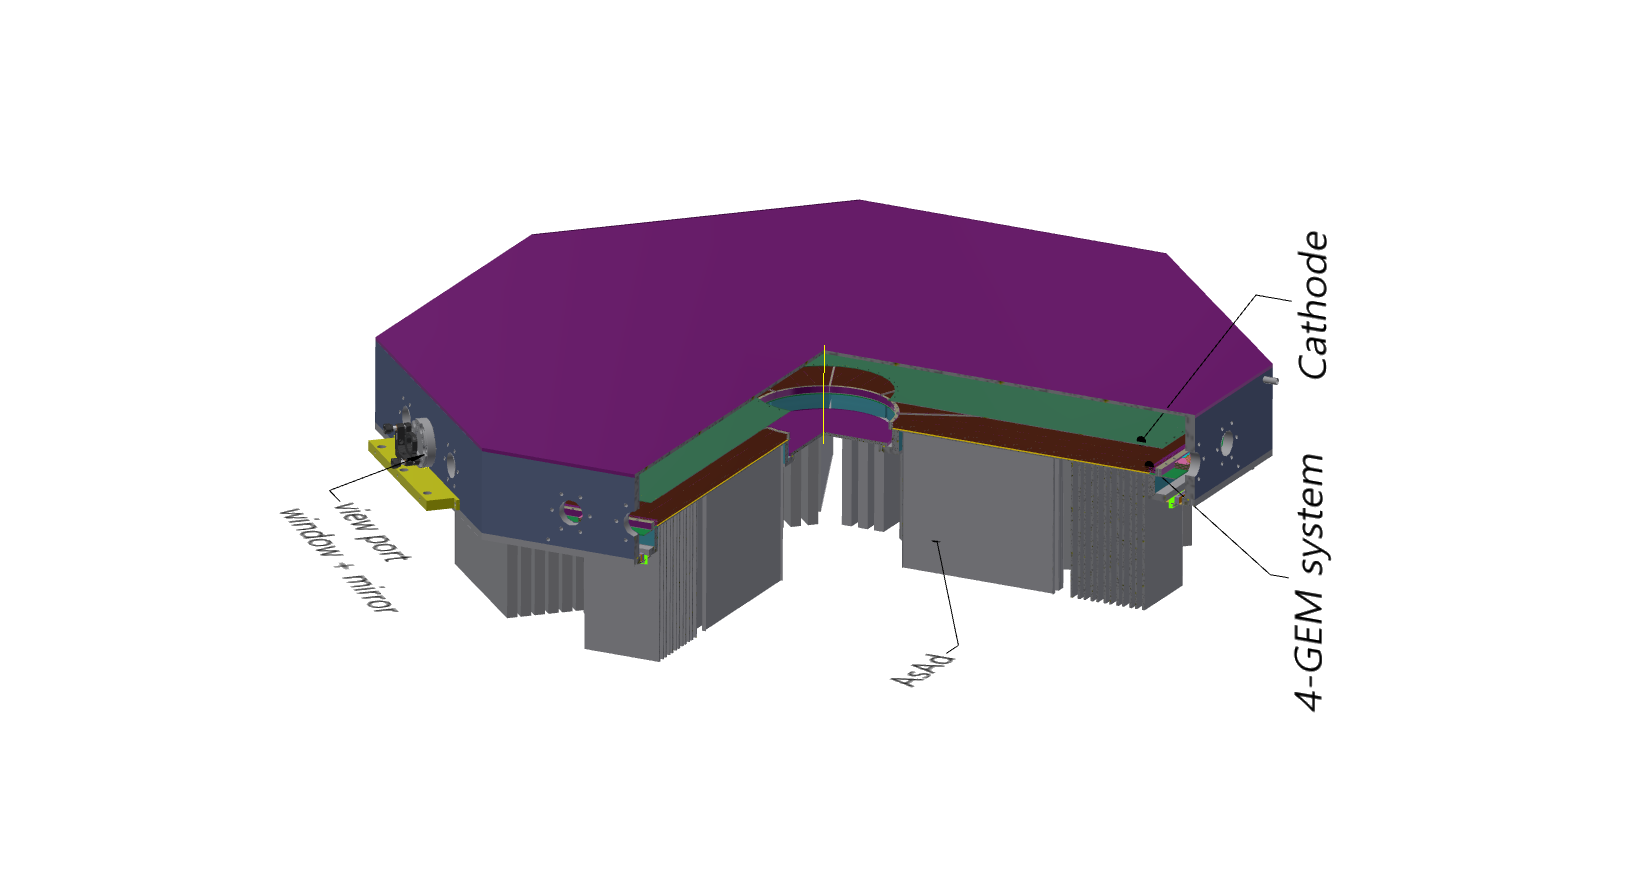 Cathode
4-GEM system
view port
window + mirror
AsAd